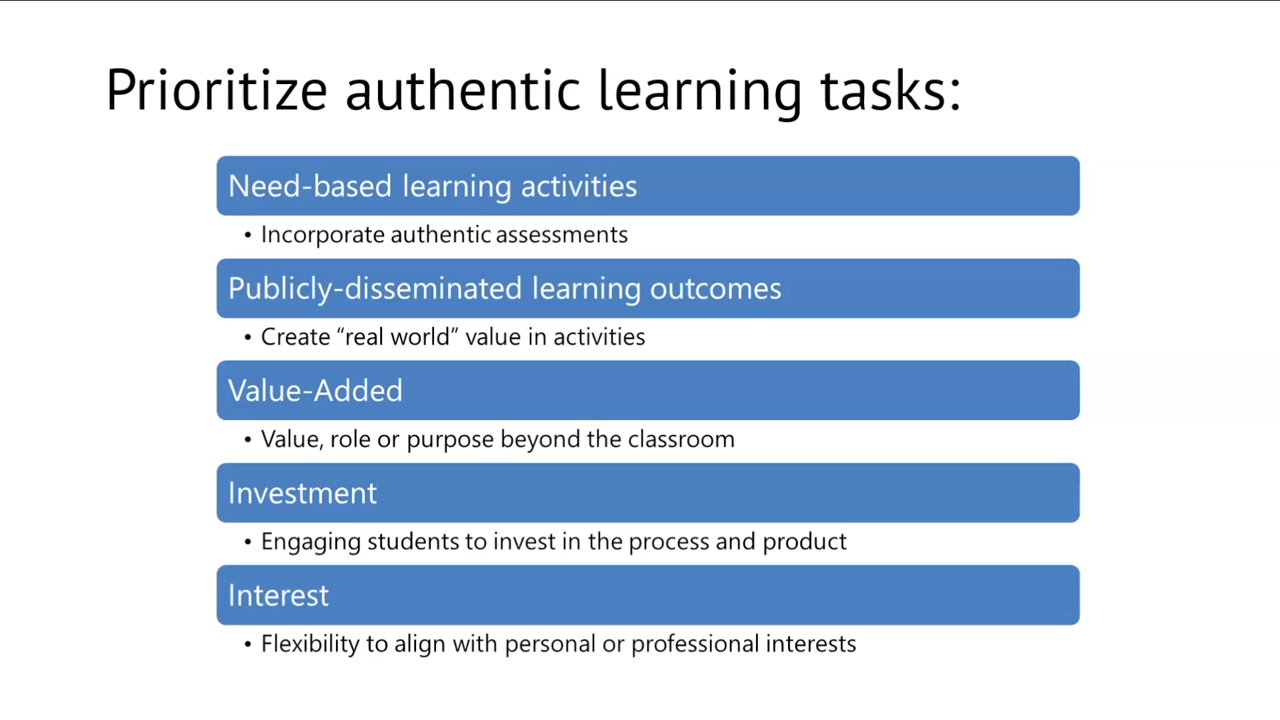 Prioritize authentic learning tasks:
Need-based learning activities
• Incorporate authentic assessments
Publicly-disseminated learning outcomes
• Create “real world” value in activities
Value-Added
• Value, role or purpose beyond the classroom
Investment
• Engaging students to invest in the process and product
Interest
• Flexibility to align with personal or professional interests